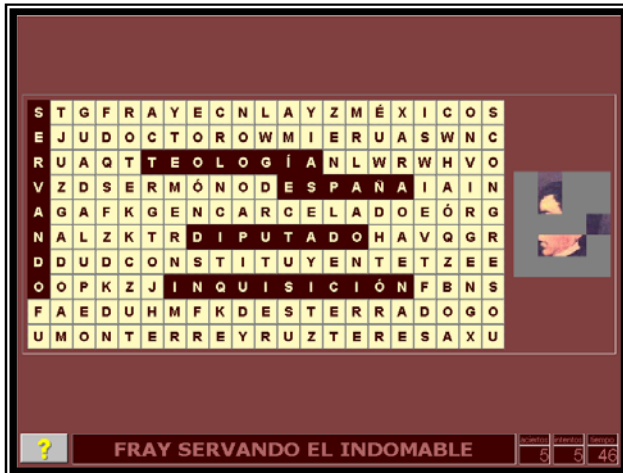 S T G F R A Y E C N L A Y Z M É X I C O S
E J U D O C T O R O W M I E R U A S W N C
R U A Q T T E O L O G Í A N L W R W H V O
V Z D S E R M Ó N O D E S P A Ñ A I A I N
A G A F K G E N C A R C E L A D O E Ó R G
N A L Z K T R D I P U T A D O H A V Q G R
D D U D C O N S T I T U Y E N T E T Z E E
O O P K Z J I N Q U I S I C I Ó N F B N S
F A E D U H M F K D E S T E R R A D O G O
U M O N T E R R E Y R U Z T E R E S A X U
? FRAY SERVANDO EL INDOMABLE
aciertos intentos tiempo
5 5 46